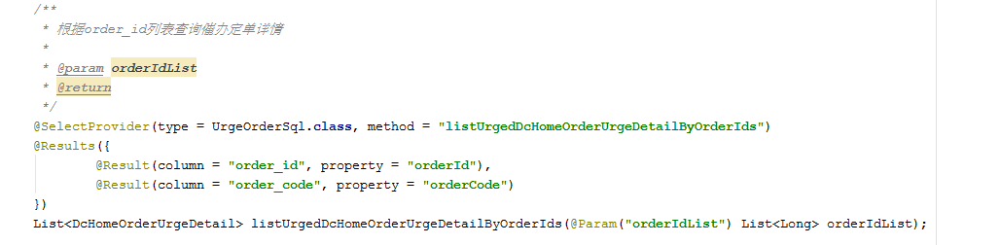 /**
 * 根据order_id列表查询催办定单详情
 *
 * @param orderIdList
 * @return
 */
@SelectProvider(type = UrgeOrderSql.class, method = "listUrgedDcHomeOrderUrgeDetailByOrderIds")
@Results({
        @Result(column = "order_id", property = "orderId"),
        @Result(column = "order_code", property = "orderCode")
})
List<DcHomeOrderUrgeDetail> listUrgedDcHomeOrderUrgeDetailByOrderIds(@Param("orderIdList") List<Long> orderIdList);